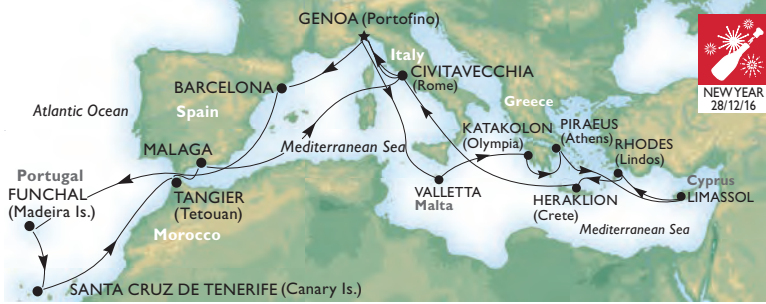 GENOA (Portofino)
Italy
CIVITAVECCHIA
(Rome)
BARCELONA
Spain
Atlantic Ocean
Greece
NEW YEAR
28/12/16
KATAKOLON
(Olympia)
PIRAEUS
(Athens)
RHODES
(Lindos)
MALAGA
Mediterranean Sea
Portugal
FUNCHAL
(Madeira Is.)
TANGIER
(Tetouan)
Morocco
VALLETTA
Malta
HERAKLION
(Crete)
Cyprus
LIMASSOL
Mediterranean Sea
SANTA CRUZ DE TENERIFE (Canary Is.)